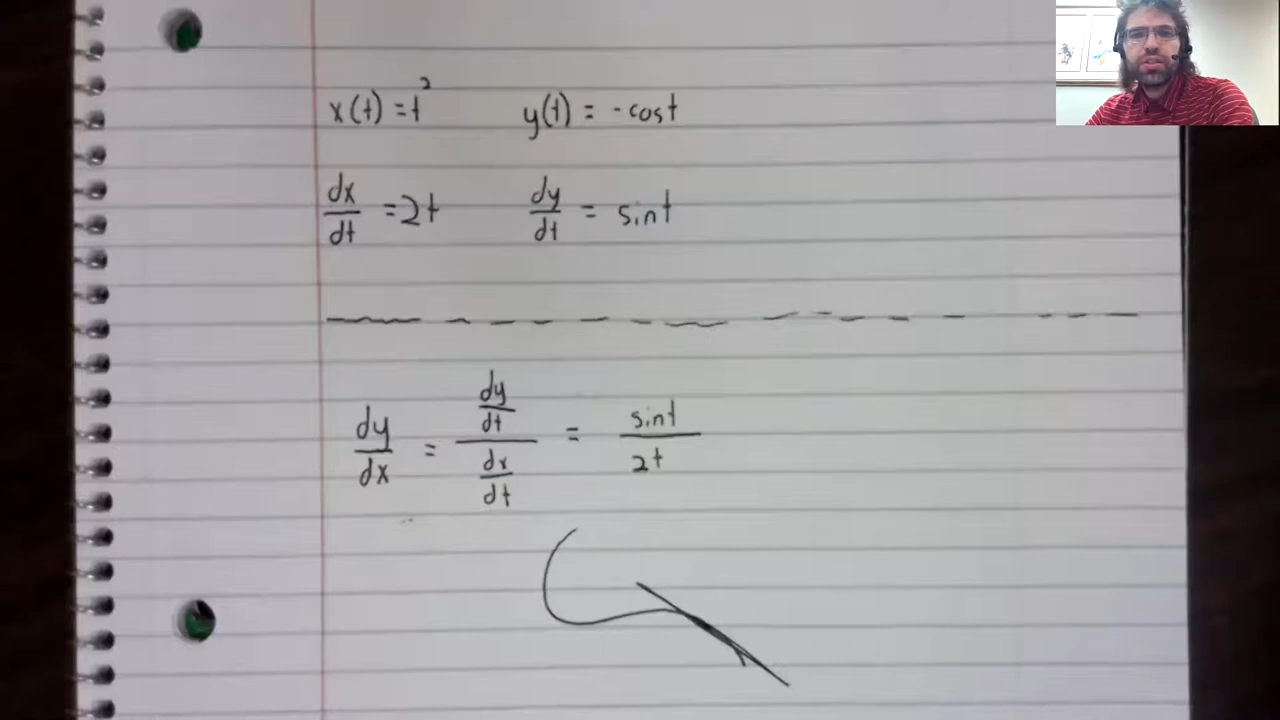 x(t) = t² y(t) = -cost
dx/dt = 2t dy/dt = sint
dy/dx = (dy/dt)/(dx/dt) = sint/2t